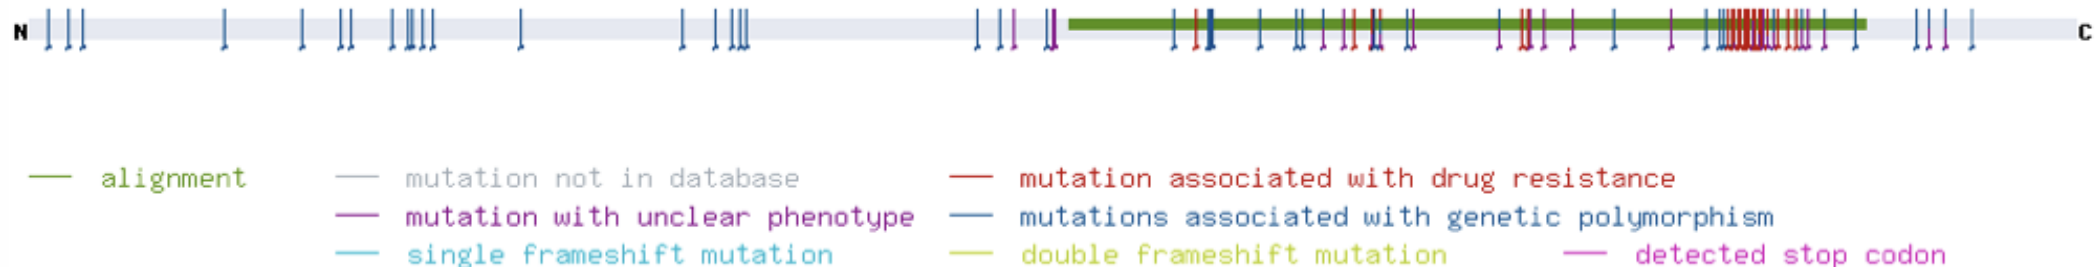 N C
alignment mutation not in database mutation associated with drug resistance
mutation with unclear phenotype mutations associated with genetic polymorphism
single frameshift mutation double frameshift mutation detected stop codon